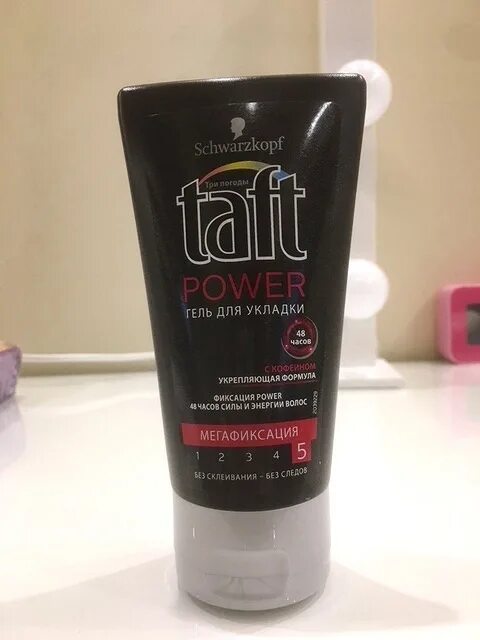 Schwarzkopf
Три погоды
taft
POWER
ГЕЛЬ ДЛЯ УКЛАДКИ
48
часов
С КОФЕИНОМ
УКРЕПЛЯЮЩАЯ ФОРМУЛА
ФИКСАЦИЯ POWER
48 ЧАСОВ СИЛЫ И ЭНЕРГИИ ВОЛОС
МЕГАФИКСАЦИЯ
1 2 3 4 5
БЕЗ СКЛЕИВАНИЯ – БЕЗ СЛЕДОВ